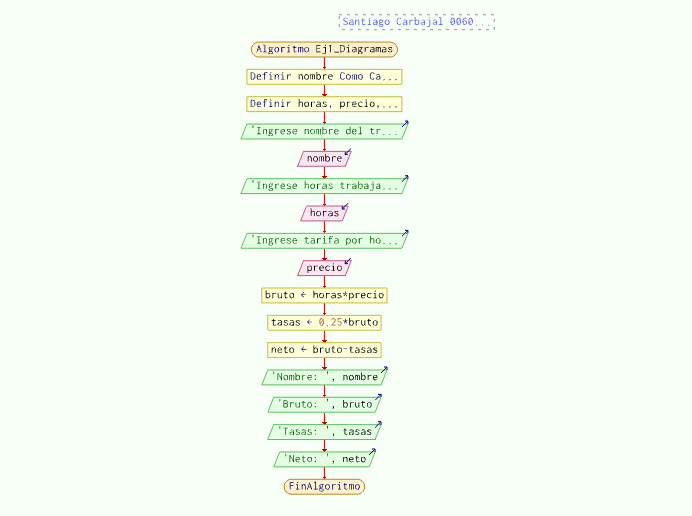 Santiago Carbajal 0060...
Algoritmo Ej1_Diagramas
Definir nombre Como Ca...
Definir horas, precio,...
'Ingrese nombre del tr...
nombre
'Ingrese horas trabaja...
horas
'Ingrese tarifa por ho...
precio
bruto ← horas*precio
tasas ← 0.25*bruto
neto ← bruto-tasas
'Nombre: ', nombre
'Bruto: ', bruto
'Tasas: ', tasas
'Neto: ', neto
FinAlgoritmo